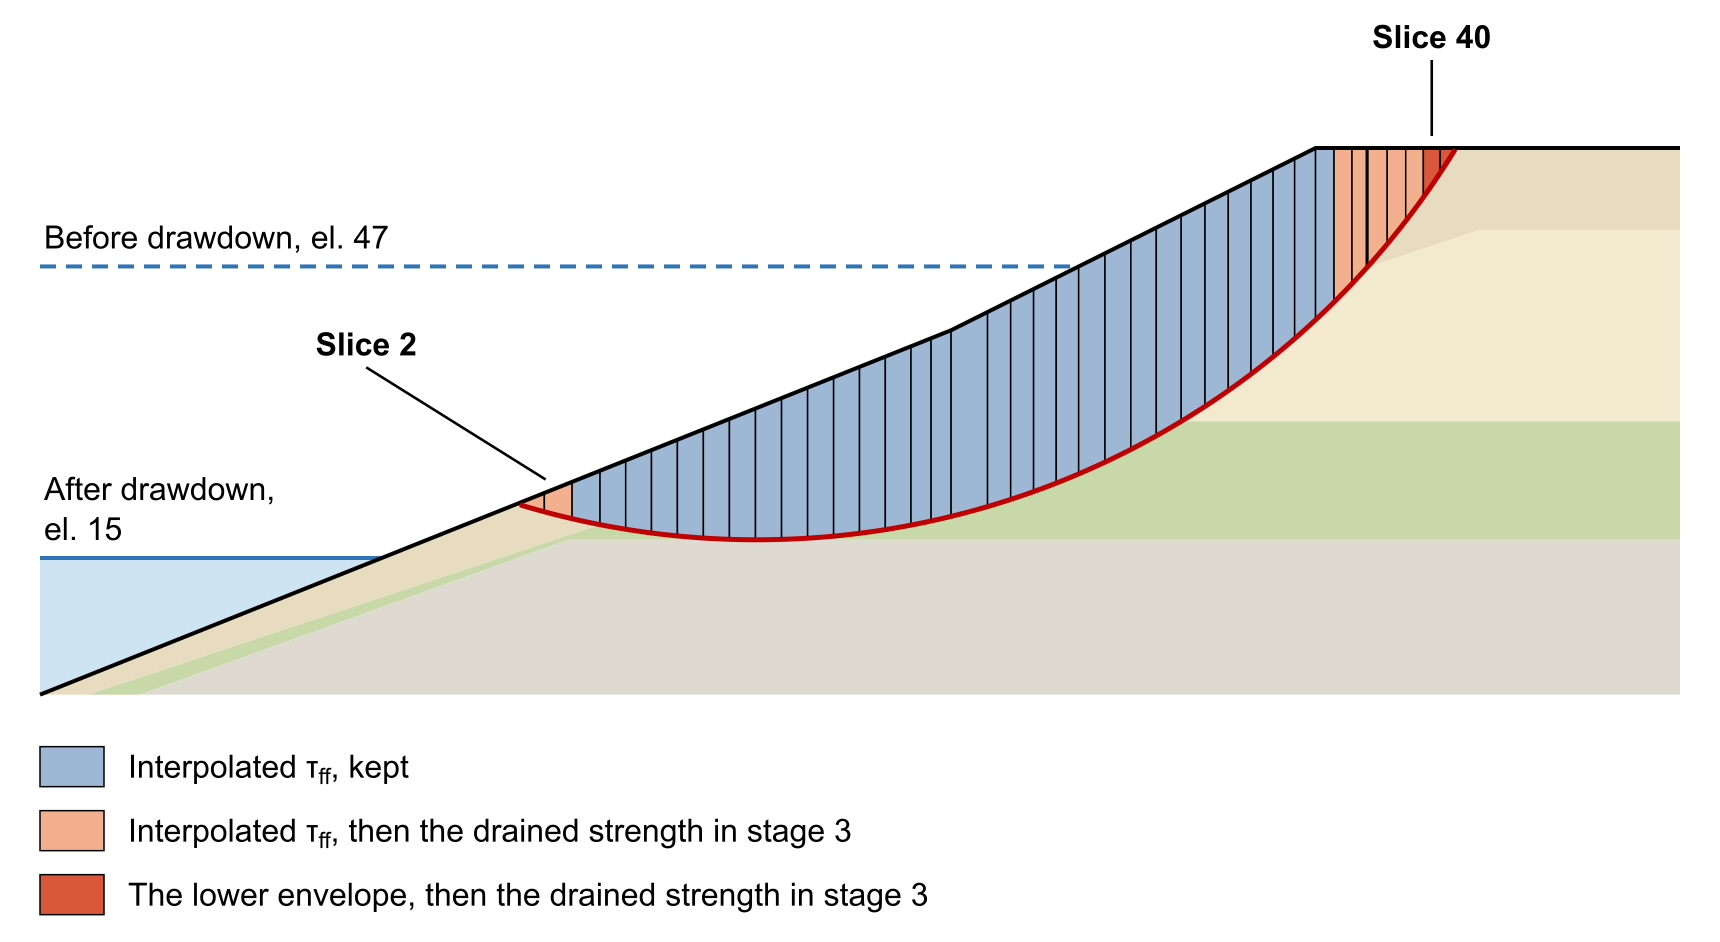 Slice 40
Before drawdown, el. 47
Slice 2
After drawdown,
el. 15
Interpolated τff, kept
Interpolated τff, then the drained strength in stage 3
The lower envelope, then the drained strength in stage 3